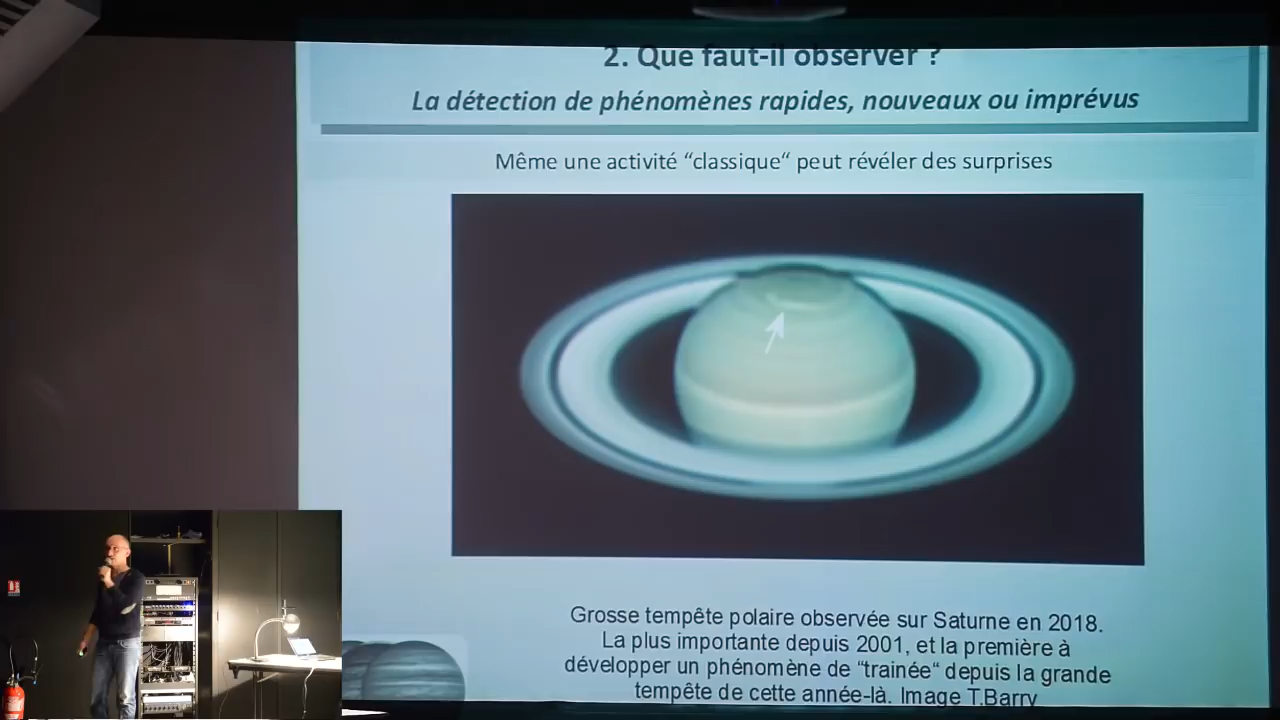 2. Que faut-il observer ?
La détection de phénomènes rapides, nouveaux ou imprévus
Même une activité “classique“ peut révéler des surprises
Grosse tempête polaire observée sur Saturne en 2018.
La plus importante depuis 2001, et la première à
développer un phénomène de “trainée“ depuis la grande
tempête de cette année-là. Image T.Barry